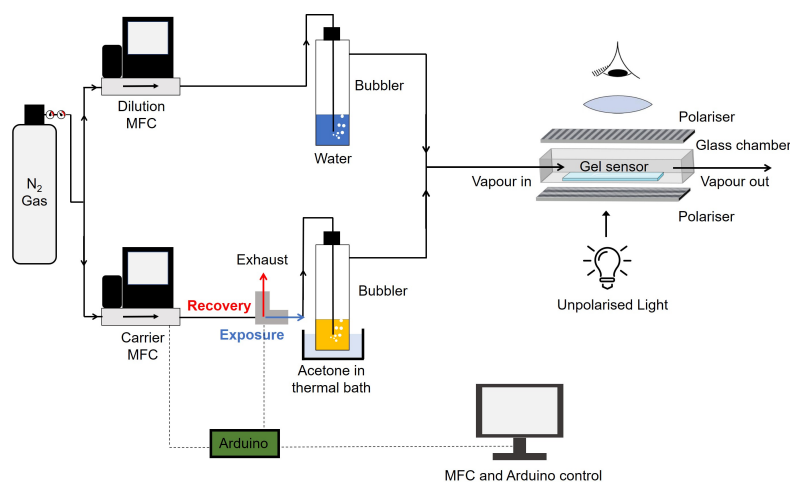 Dilution
MFC
Bubbler
Water
N₂
Gas
Polariser
Glass chamber
Gel sensor
Vapour in
Vapour out
Polariser
Unpolarised Light
Exhaust
Recovery
Exposure
Bubbler
Carrier
MFC
Acetone in
thermal bath
Arduino
MFC and Arduino control